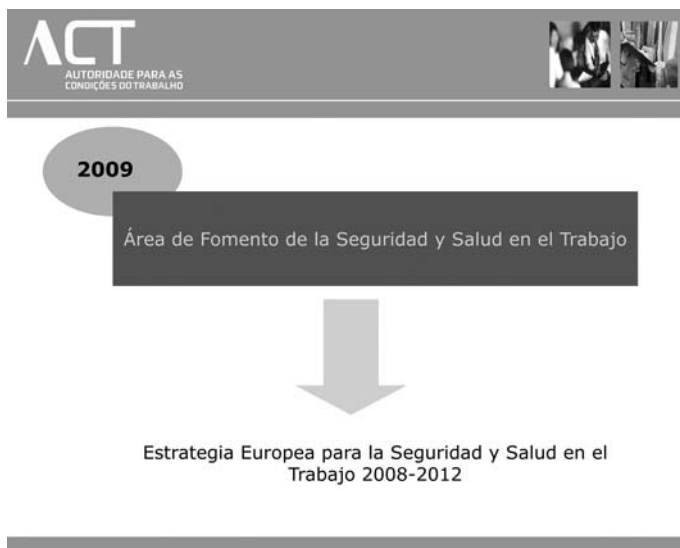 ACT
AUTORIDADE PARA AS
CONDIÇÕES DO TRABALHO
2009
Área de Fomento de la Seguridad y Salud en el Trabajo
Estrategia Europea para la Seguridad y Salud en el
Trabajo 2008-2012